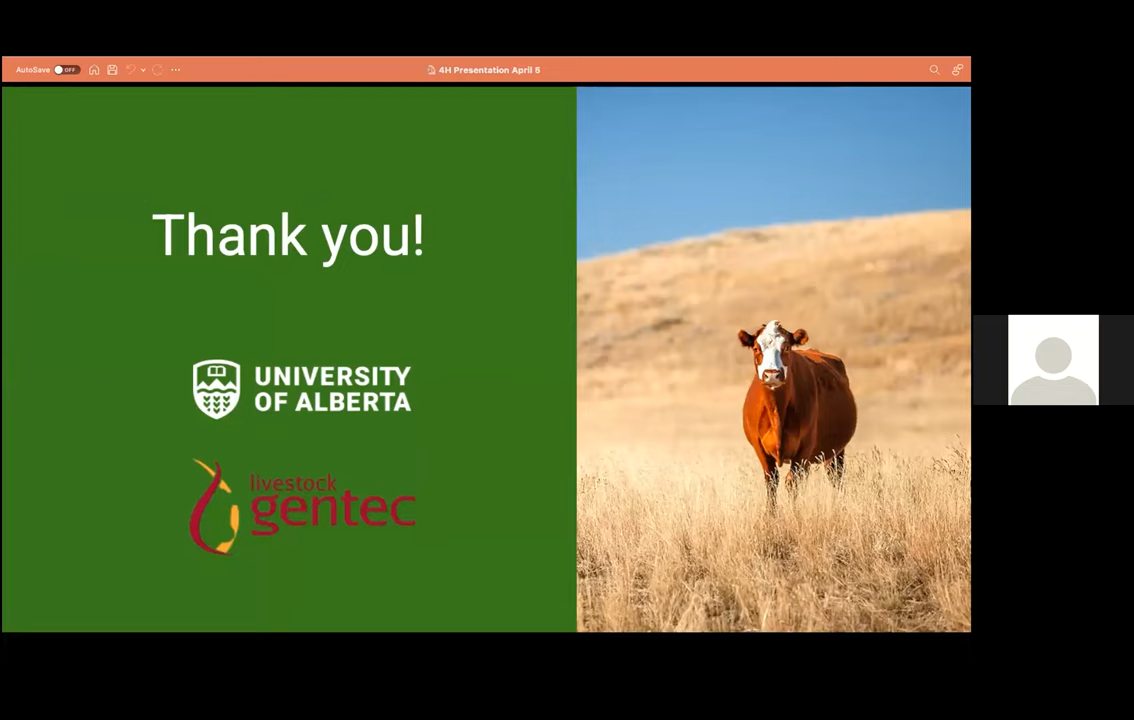 AutoSave OFF
4H Presentation April 5
Thank you!
UNIVERSITY
OF ALBERTA
livestock
gentec